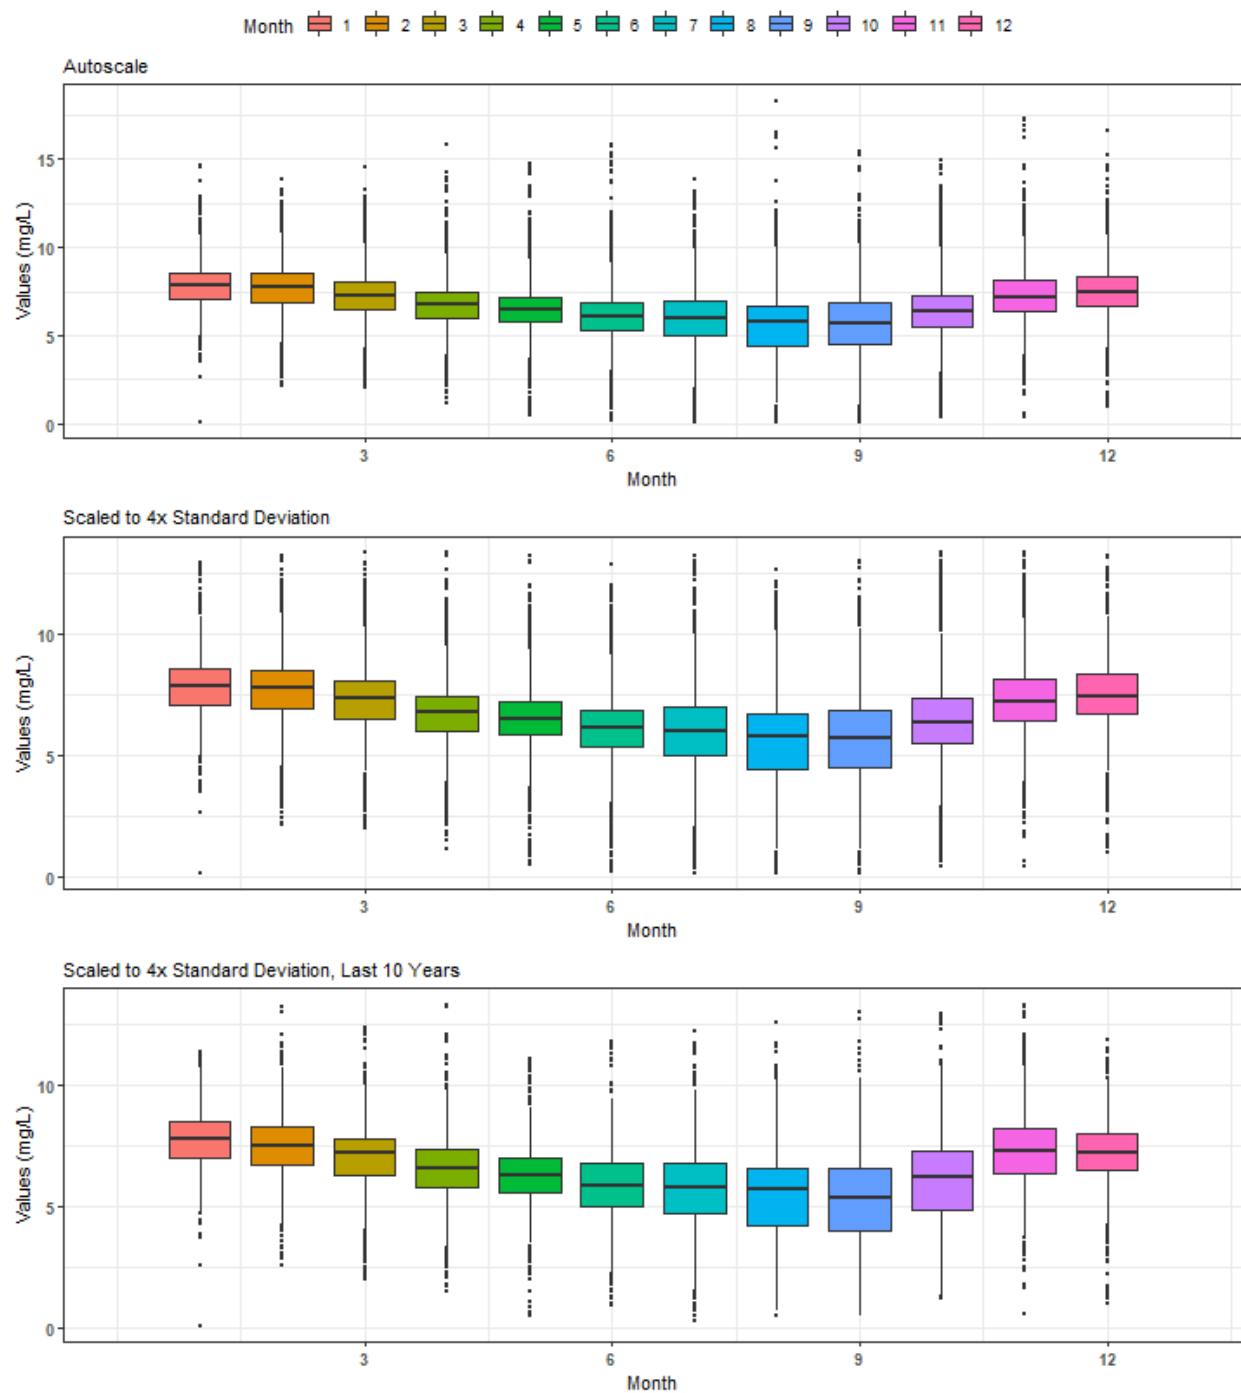 Month 1 2 3 4 5 6 7 8 9 10 11 12
Autoscale
Values (mg/L)
15
10
5
0
3 6 9 12
Month
Scaled to 4x Standard Deviation
Values (mg/L)
10
5
0
3 6 9 12
Month
Scaled to 4x Standard Deviation, Last 10 Years
Values (mg/L)
10
5
0
3 6 9 12
Month